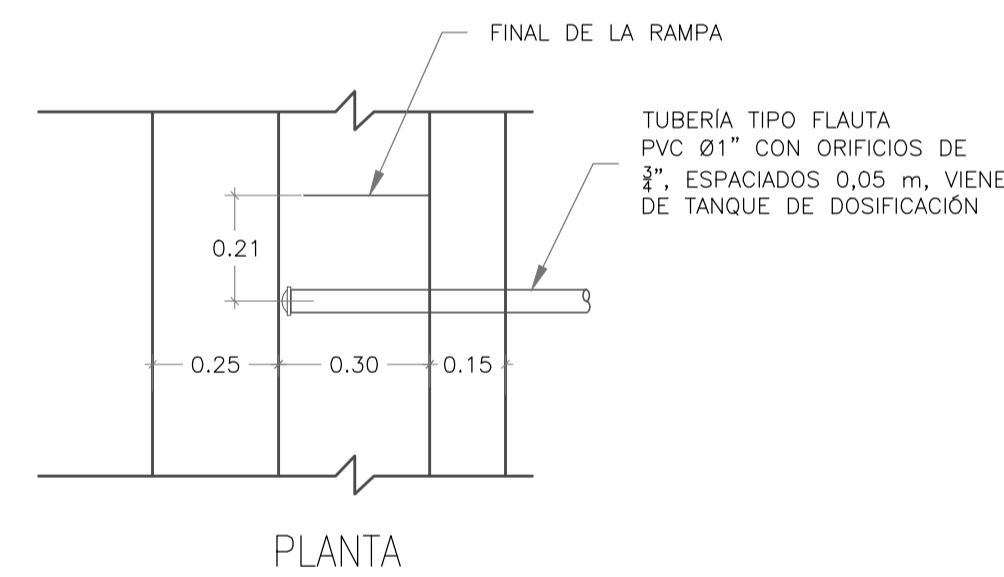 FINAL DE LA RAMPA
TUBERÍA TIPO FLAUTA
PVC Ø1” CON ORIFICIOS DE
¾”, ESPACIADOS 0,05 m, VIENE
DE TANQUE DE DOSIFICACIÓN
0.21
0.25
0.30
0.15
PLANTA